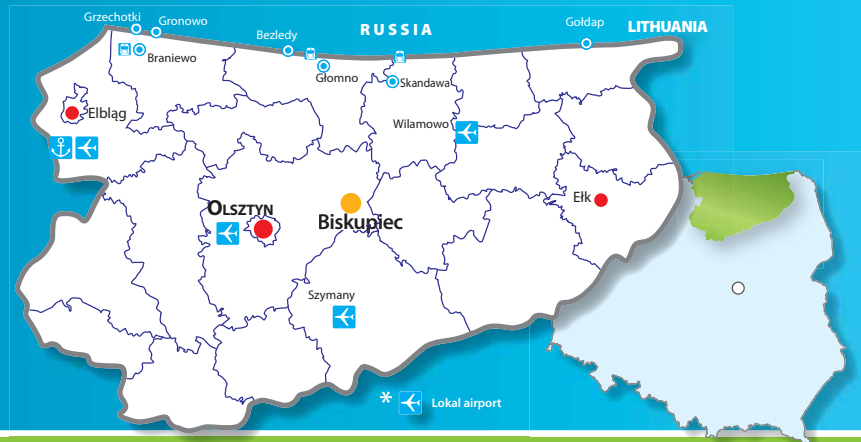 Grzechotki
Gronowo
Bezledy
RUSSIA
Gołdap
LITHUANIA
Braniewo
Głomno
Skandawa
Elbląg
Wilamowo
Ełk
OLSZTYN
Biskupiec
Szymany
* Lokal airport